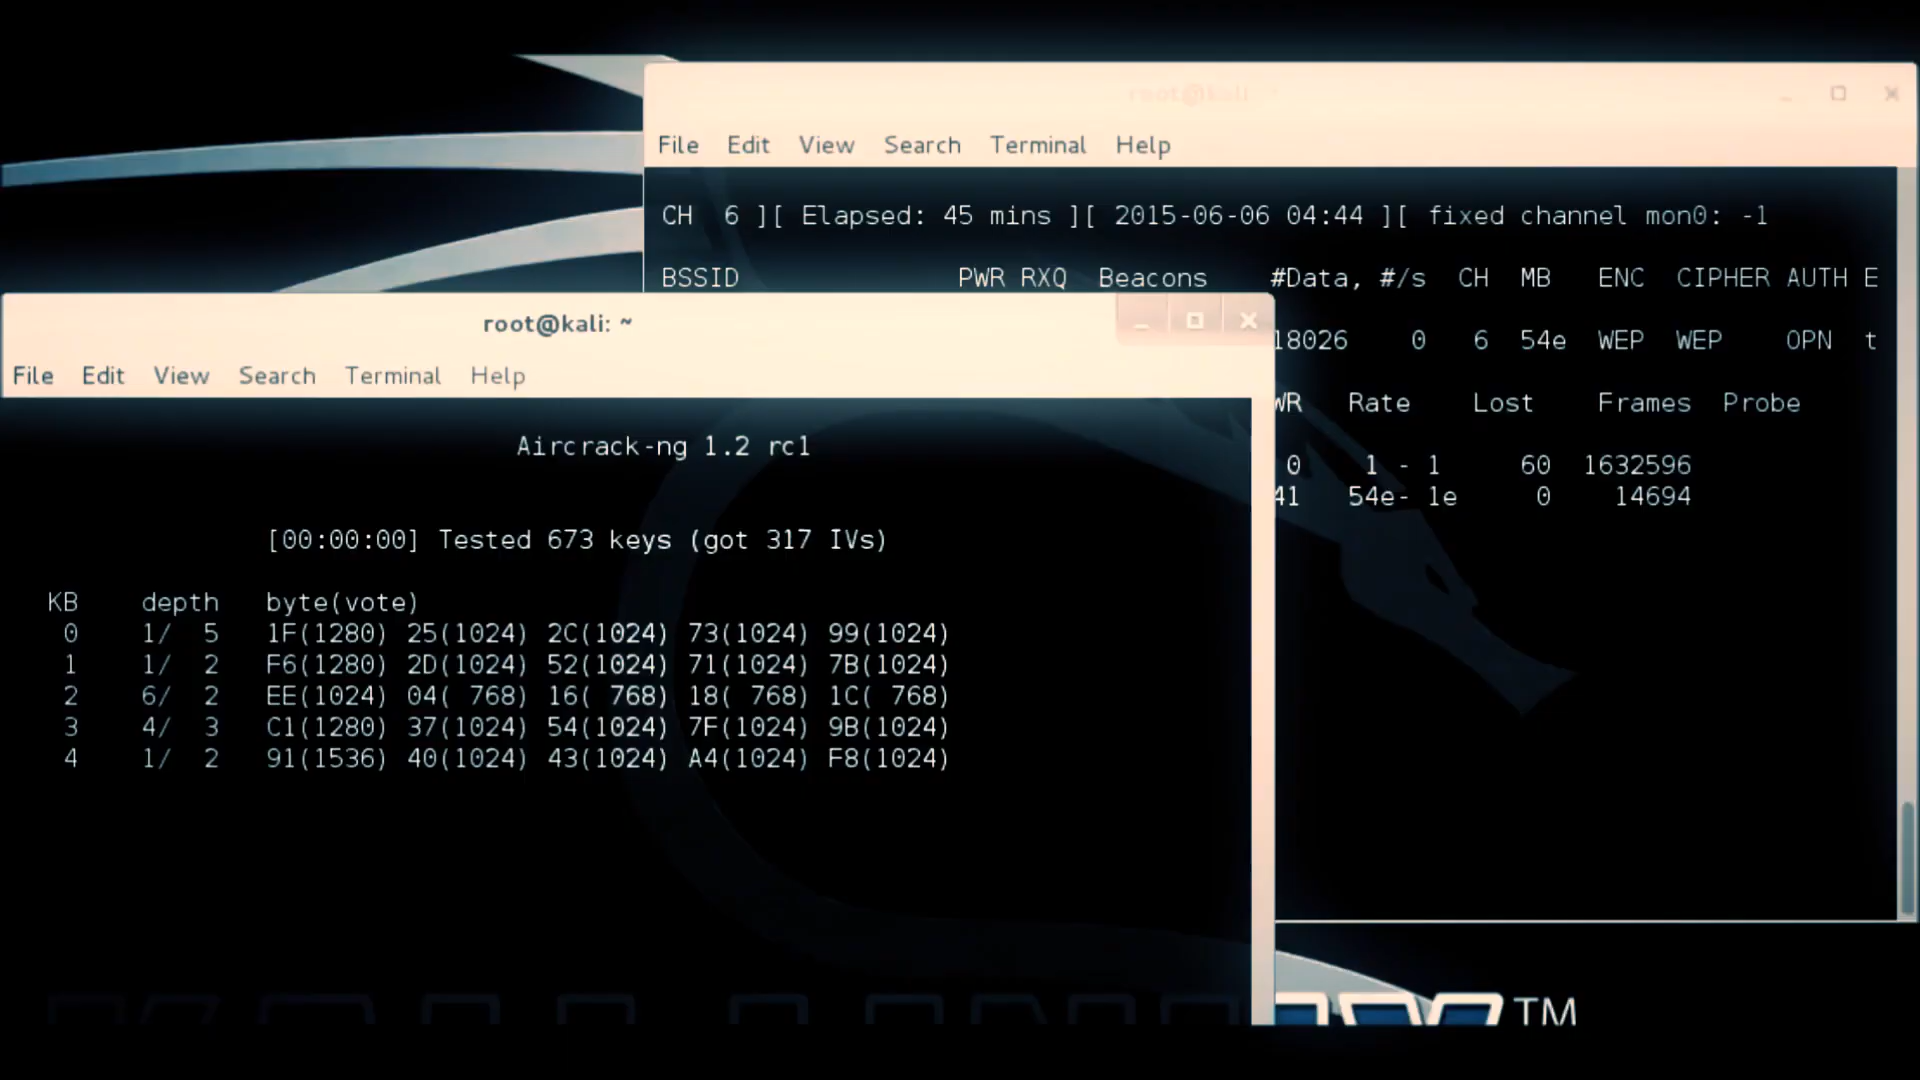 root@kali: ~
File Edit View Search Terminal Help
CH 6 ][ Elapsed: 45 mins ][ 2015-06-06 04:44 ][ fixed channel mon0: -1
BSSID PWR RXQ Beacons #Data, #/s CH MB ENC CIPHER AUTH E
18026 0 6 54e WEP WEP OPN t
WR Rate Lost Frames Probe
0 1 - 1 60 1632596
41 54e- 1e 0 14694
root@kali: ~
File Edit View Search Terminal Help
Aircrack-ng 1.2 rc1
[00:00:00] Tested 673 keys (got 317 IVs)
KB depth byte(vote)
0 1/ 5 1F(1280) 25(1024) 2C(1024) 73(1024) 99(1024)
1 1/ 2 F6(1280) 2D(1024) 52(1024) 71(1024) 7B(1024)
2 6/ 2 EE(1024) 04( 768) 16( 768) 18( 768) 1C( 768)
3 4/ 3 C1(1280) 37(1024) 54(1024) 7F(1024) 9B(1024)
4 1/ 2 91(1536) 40(1024) 43(1024) A4(1024) F8(1024)
TM